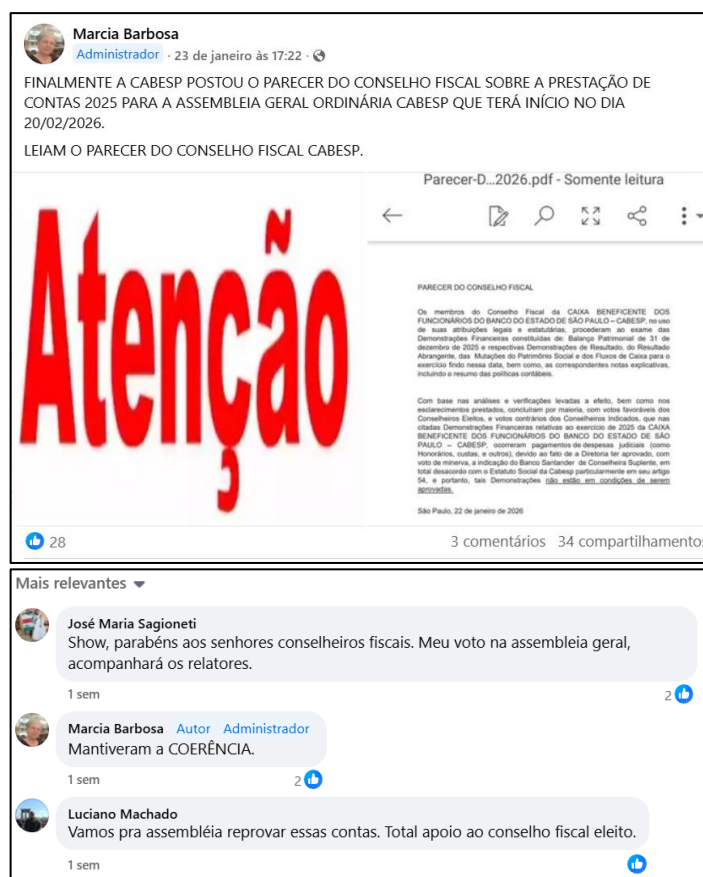 Marcia Barbosa
Administrador · 23 de janeiro às 17:22 ·
FINALMENTE A CABESP POSTOU O PARECER DO CONSELHO FISCAL SOBRE A PRESTAÇÃO DE
CONTAS 2025 PARA A ASSEMBLEIA GERAL ORDINÁRIA CABESP QUE TERÁ INÍCIO NO DIA
20/02/2026.
LEIAM O PARECER DO CONSELHO FISCAL CABESP.
Atenção
Parecer-D...2026.pdf - Somente leitura
PARECER DO CONSELHO FISCAL
Os membros do Conselho Fiscal da CAIXA BENEFICENTE DOS
FUNCIONÁRIOS DO BANCO DO ESTADO DE SÃO PAULO – CABESP, no uso
de suas atribuições legais e estatutárias, procederam ao exame das
Demonstrações Financeiras constituídas de: Balanço Patrimonial de 31 de
dezembro de 2025 e respectivas Demonstrações de Resultado, do Resultado
Abrangente, das Mutações do Patrimônio Social e dos Fluxos de Caixa para o
exercício findo nessa data, bem como, as correspondentes notas explicativas,
incluindo o resumo das políticas contábeis.
Com base nas análises e verificações levadas a efeito, bem como nos
esclarecimentos prestados, concluíram por maioria, com votos favoráveis dos
Conselheiros Eleitos, e votos contrários dos Conselheiros Indicados, que nas
citadas Demonstrações Financeiras relativas ao exercício de 2025 da CAIXA
BENEFICENTE DOS FUNCIONÁRIOS DO BANCO DO ESTADO DE SÃO
PAULO – CABESP, ocorreram pagamentos de despesas judiciais (como
Honorários, custas, e outros), devido ao fato de a Diretoria ter aprovado, com
voto de minerva, a indicação do Banco Santander de Conselheira Suplente, em
total desacordo com o Estatuto Social da Cabesp particularmente em seu artigo
54, e portanto, tais Demonstrações não estão em condições de serem
aprovadas.
São Paulo, 22 de janeiro de 2026
28
3 comentários 34 compartilhamentos
Mais relevantes
José Maria Sagioneti
Show, parabéns aos senhores conselheiros fiscais. Meu voto na assembleia geral,
acompanhará os relatores.
1 sem
2
Marcia Barbosa Autor Administrador
Mantiveram a COERÊNCIA.
1 sem
2
Luciano Machado
Vamos pra assembléia reprovar essas contas. Total apoio ao conselho fiscal eleito.
1 sem